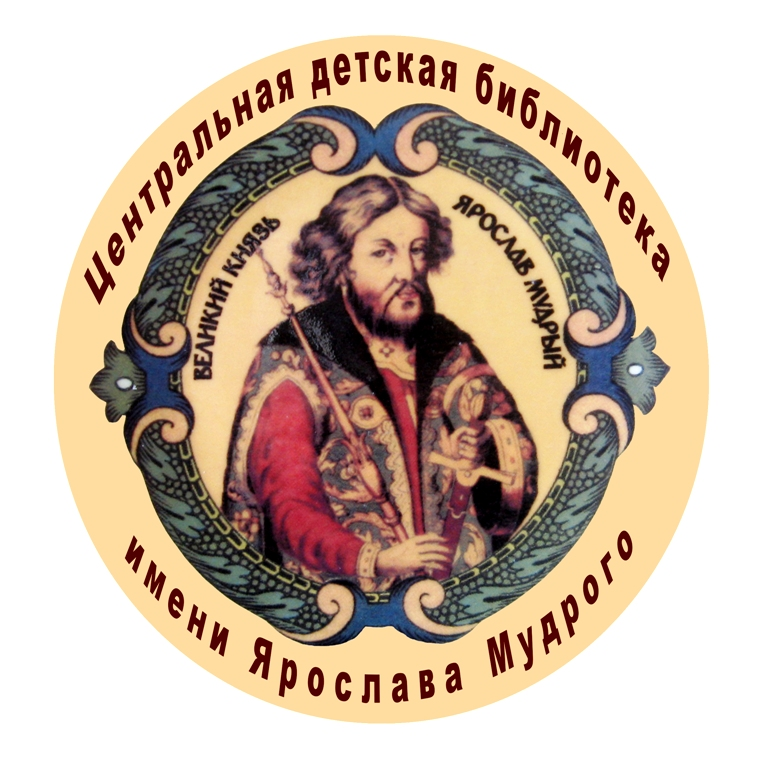 Центральная детская библиотека
ВЕЛИКИЙ КНЯЗЬ
ЯРОСЛАВ МУДРЫЙ
имени Ярослава Мудрого